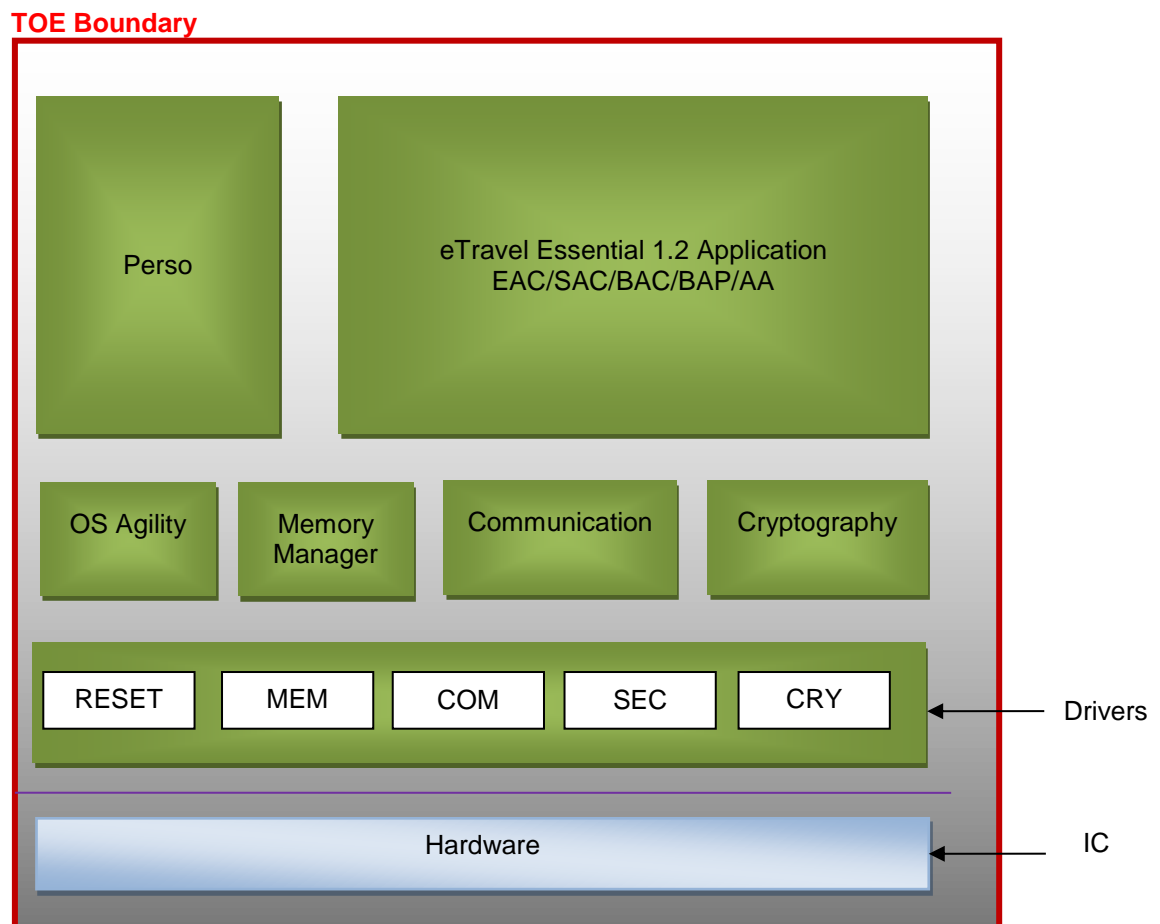 TOE Boundary
Perso
eTravel Essential 1.2 Application
EAC/SAC/BAC/BAP/AA
OS Agility
Memory
Manager
Communication
Cryptography
RESET
MEM
COM
SEC
CRY
Drivers
Hardware
IC